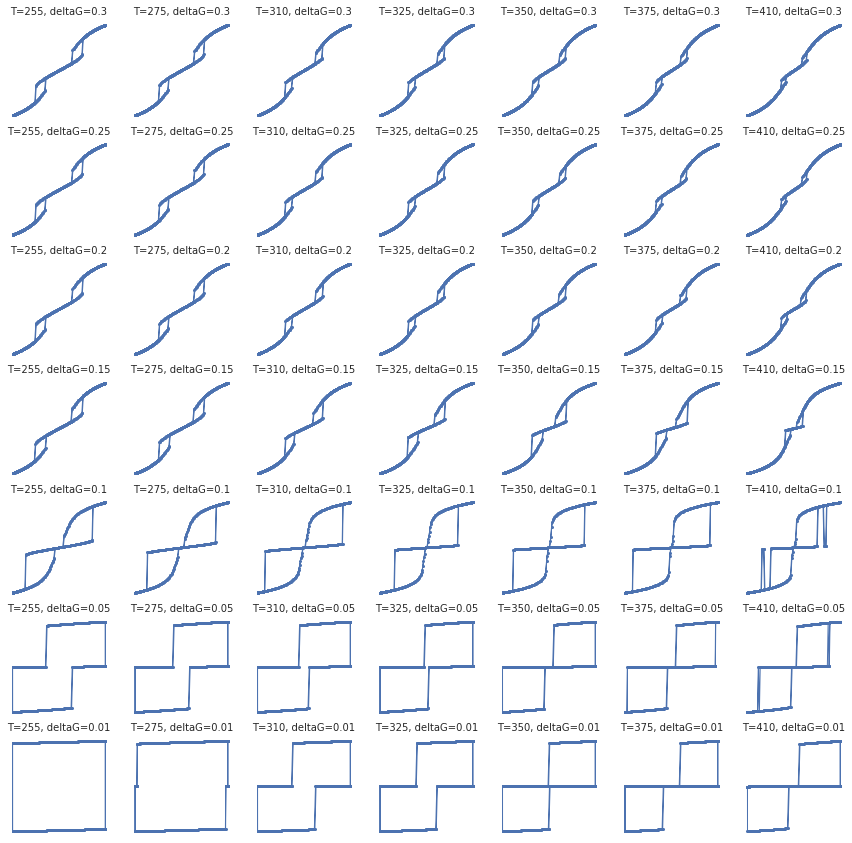 T=255, deltaG=0.3 T=275, deltaG=0.3 T=310, deltaG=0.3 T=325, deltaG=0.3 T=350, deltaG=0.3 T=375, deltaG=0.3 T=410, deltaG=0.3
T=255, deltaG=0.25 T=275, deltaG=0.25 T=310, deltaG=0.25 T=325, deltaG=0.25 T=350, deltaG=0.25 T=375, deltaG=0.25 T=410, deltaG=0.25
T=255, deltaG=0.2 T=275, deltaG=0.2 T=310, deltaG=0.2 T=325, deltaG=0.2 T=350, deltaG=0.2 T=375, deltaG=0.2 T=410, deltaG=0.2
T=255, deltaG=0.15 T=275, deltaG=0.15 T=310, deltaG=0.15 T=325, deltaG=0.15 T=350, deltaG=0.15 T=375, deltaG=0.15 T=410, deltaG=0.15
T=255, deltaG=0.1 T=275, deltaG=0.1 T=310, deltaG=0.1 T=325, deltaG=0.1 T=350, deltaG=0.1 T=375, deltaG=0.1 T=410, deltaG=0.1
T=255, deltaG=0.05 T=275, deltaG=0.05 T=310, deltaG=0.05 T=325, deltaG=0.05 T=350, deltaG=0.05 T=375, deltaG=0.05 T=410, deltaG=0.05
T=255, deltaG=0.01 T=275, deltaG=0.01 T=310, deltaG=0.01 T=325, deltaG=0.01 T=350, deltaG=0.01 T=375, deltaG=0.01 T=410, deltaG=0.01